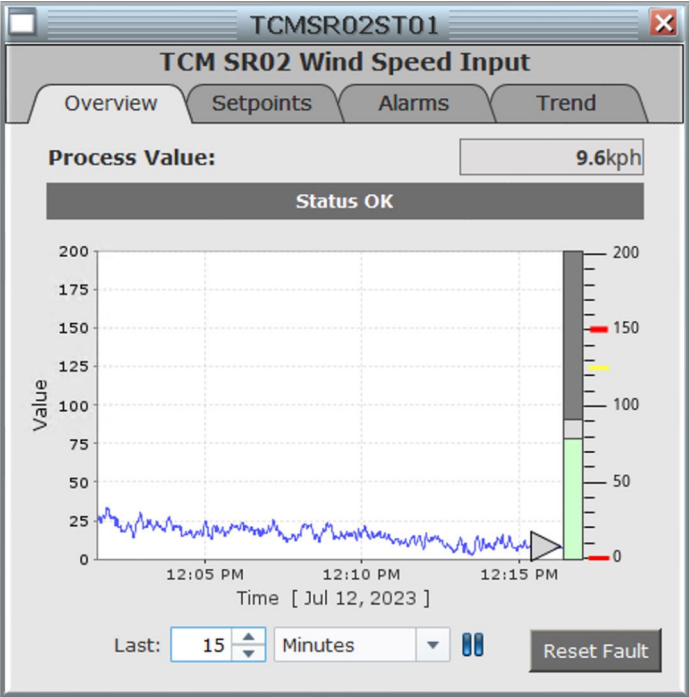 TCMSR02ST01
TCM SR02 Wind Speed Input
Overview Setpoints Alarms Trend
Process Value: 9.6kph
Status OK
200 200
175
150 150
125
100 100
75
50 50
25
0 0
Value
12:05 PM 12:10 PM 12:15 PM
Time [ Jul 12, 2023 ]
Last: 15 Minutes Reset Fault